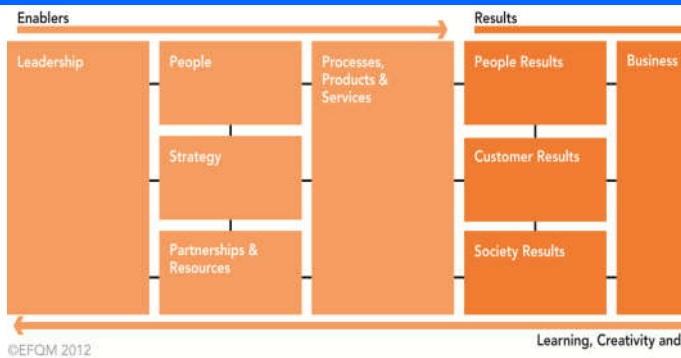 Enablers
Results
Leadership
People
Processes,
Products &
Services
People Results
Business
Strategy
Customer Results
Partnerships &
Resources
Society Results
Learning, Creativity and
©EFQM 2012